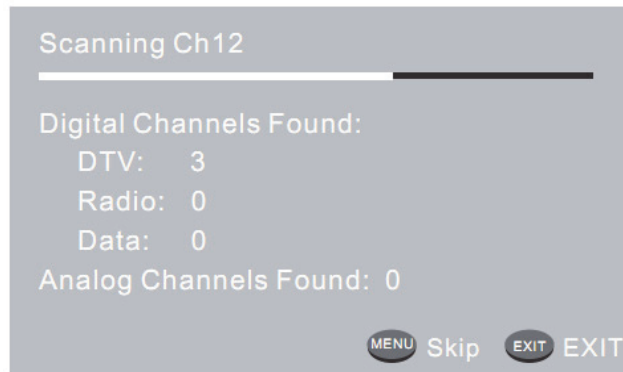 Scanning Ch12
Digital Channels Found:
DTV: 3
Radio: 0
Data: 0
Analog Channels Found: 0
MENU Skip EXIT EXIT